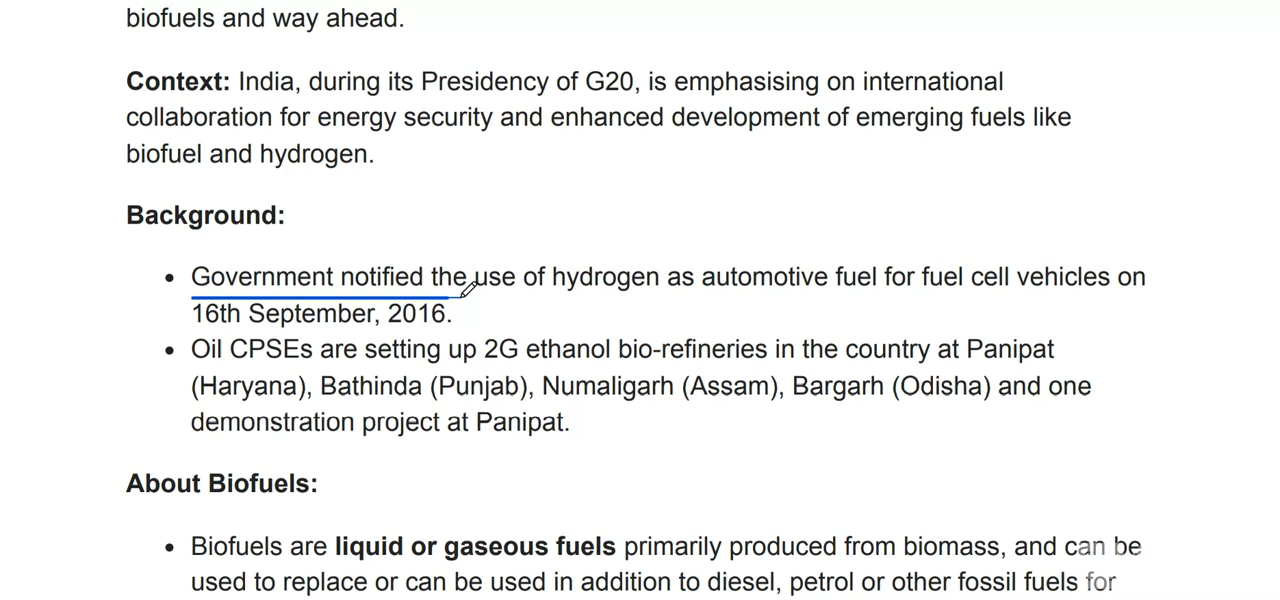 biofuels and way ahead.
Context: India, during its Presidency of G20, is emphasising on international
collaboration for energy security and enhanced development of emerging fuels like
biofuel and hydrogen.
Background:
• Government notified the use of hydrogen as automotive fuel for fuel cell vehicles on
16th September, 2016.
• Oil CPSEs are setting up 2G ethanol bio-refineries in the country at Panipat
(Haryana), Bathinda (Punjab), Numaligarh (Assam), Bargarh (Odisha) and one
demonstration project at Panipat.
About Biofuels:
• Biofuels are liquid or gaseous fuels primarily produced from biomass, and can be
used to replace or can be used in addition to diesel, petrol or other fossil fuels for